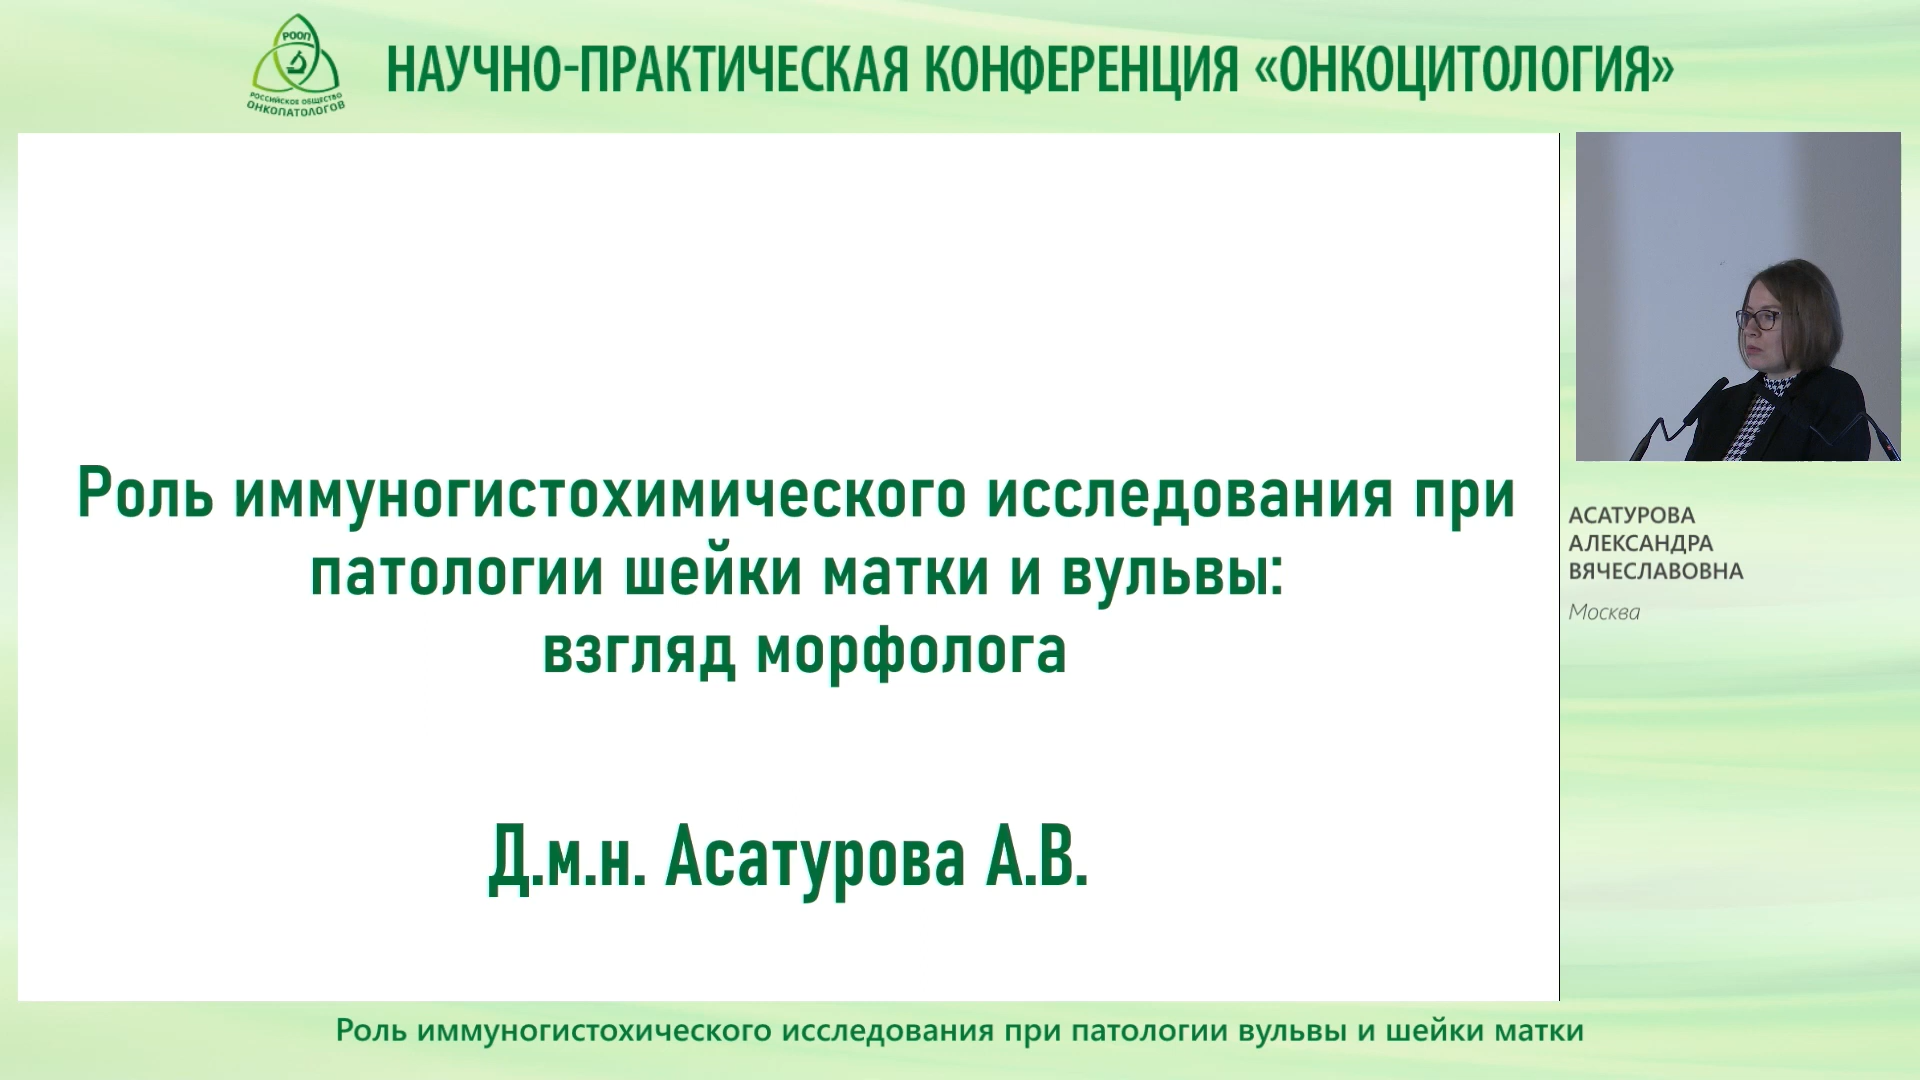 РООП
РОССИЙСКОЕ ОБЩЕСТВО
ОНКОПАТОЛОГОВ
НАУЧНО-ПРАКТИЧЕСКАЯ КОНФЕРЕНЦИЯ «ОНКОЦИТОЛОГИЯ»
Роль иммуногистохимического исследования при
патологии шейки матки и вульвы:
взгляд морфолога
Д.м.н. Асатурова А.В.
АСАТУРОВА
АЛЕКСАНДРА
ВЯЧЕСЛАВОВНА
Москва
Роль иммуногистохического исследования при патологии вульвы и шейки матки